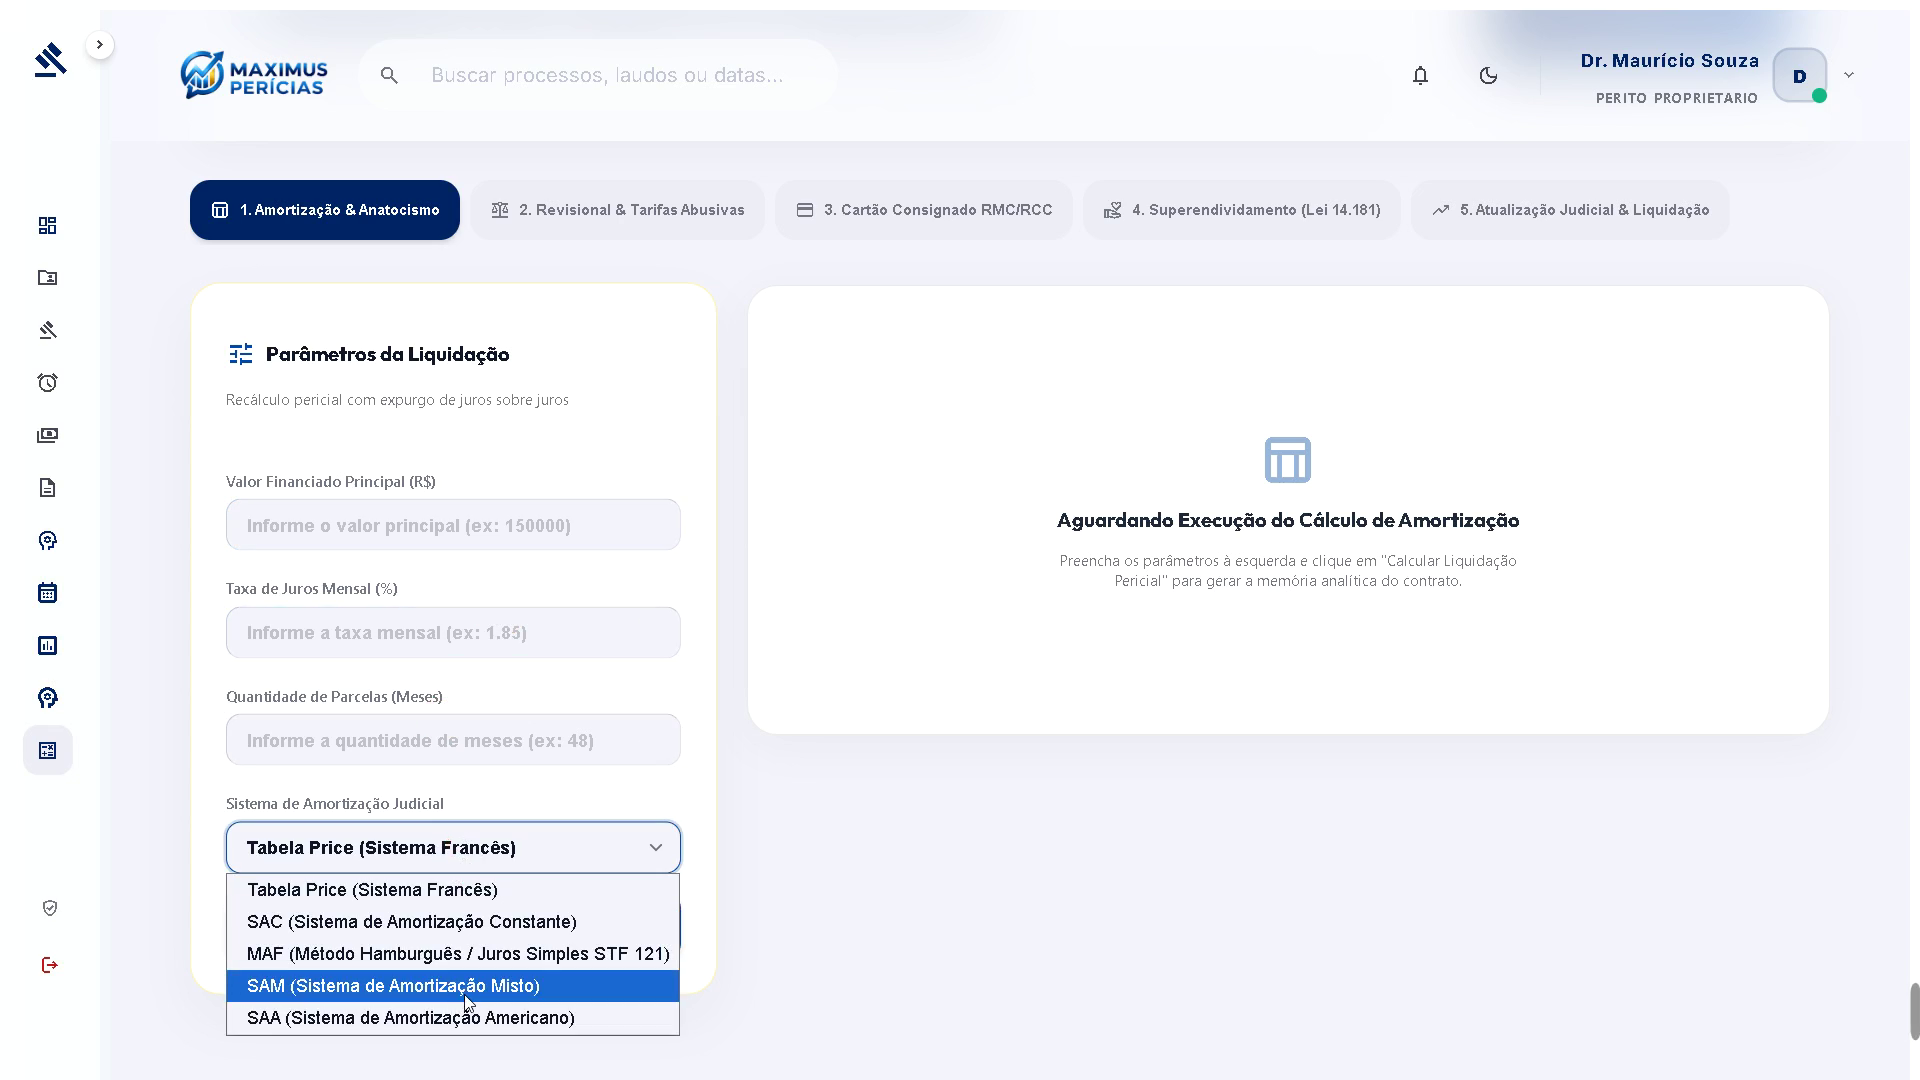 MAXIMUS
PERÍCIAS
Buscar processos, laudos ou datas...
Dr. Maurício Souza
PERITO PROPRIETARIO
D
1. Amortização & Anatocismo
2. Revisional & Tarifas Abusivas
3. Cartão Consignado RMC/RCC
4. Superendividamento (Lei 14.181)
5. Atualização Judicial & Liquidação
Parâmetros da Liquidação
Recálculo pericial com expurgo de juros sobre juros
Valor Financiado Principal (R$)
Informe o valor principal (ex: 150000)
Taxa de Juros Mensal (%)
Informe a taxa mensal (ex: 1.85)
Quantidade de Parcelas (Meses)
Informe a quantidade de meses (ex: 48)
Sistema de Amortização Judicial
Tabela Price (Sistema Francês)
Tabela Price (Sistema Francês)
SAC (Sistema de Amortização Constante)
MAF (Método Hamburguês / Juros Simples STF 121)
SAM (Sistema de Amortização Misto)
SAA (Sistema de Amortização Americano)
Aguardando Execução do Cálculo de Amortização
Preencha os parâmetros à esquerda e clique em "Calcular Liquidação
Pericial" para gerar a memória analítica do contrato.